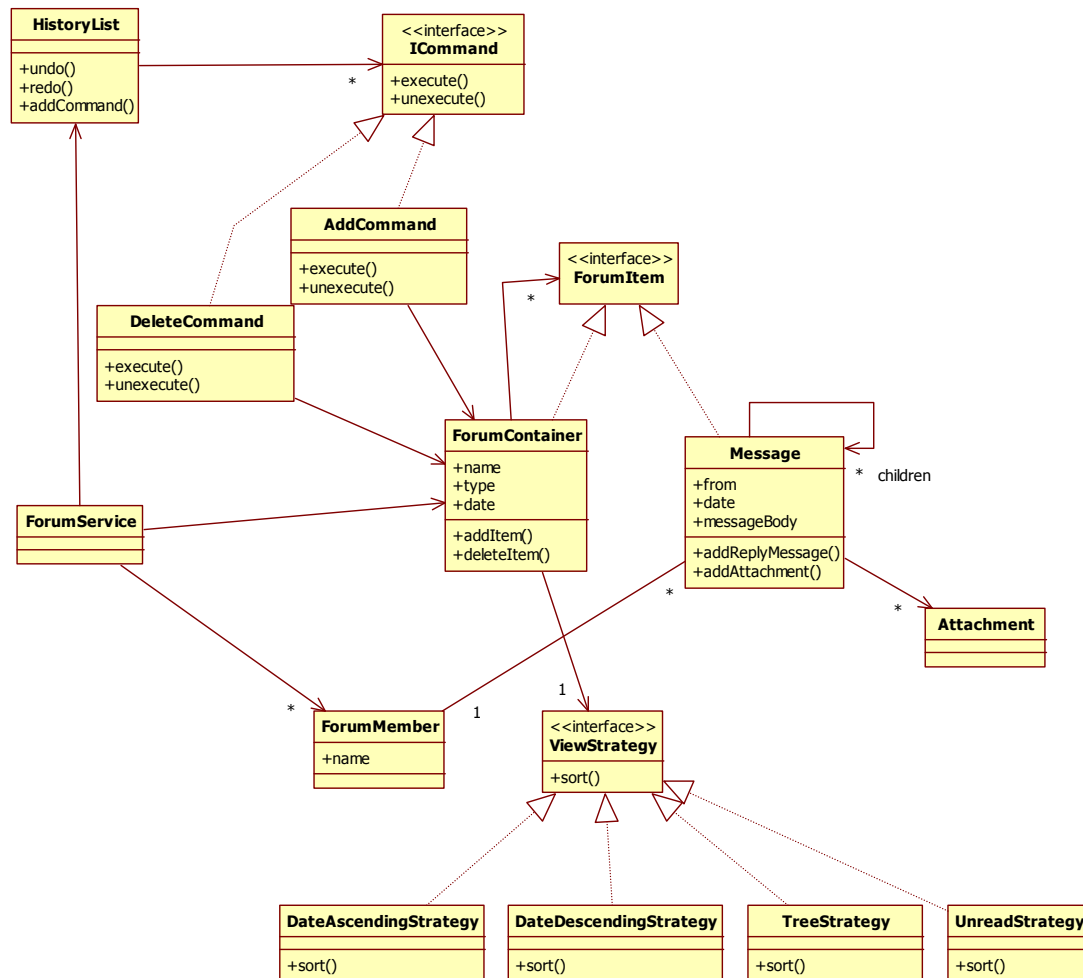 HistoryList
+undo()
+redo()
+addCommand()
<<interface>>
ICommand
+execute()
+unexecute()
*
AddCommand
+execute()
+unexecute()
<<interface>>
ForumItem
*
DeleteCommand
+execute()
+unexecute()
ForumContainer
+name
+type
+date
+addItem()
+deleteItem()
Message
+from
+date
+messageBody
+addReplyMessage()
+addAttachment()
* children
ForumService
*
*
Attachment
*
1
1
ForumMember
+name
<<interface>>
ViewStrategy
+sort()
DateAscendingStrategy
+sort()
DateDescendingStrategy
+sort()
TreeStrategy
+sort()
UnreadStrategy
+sort()